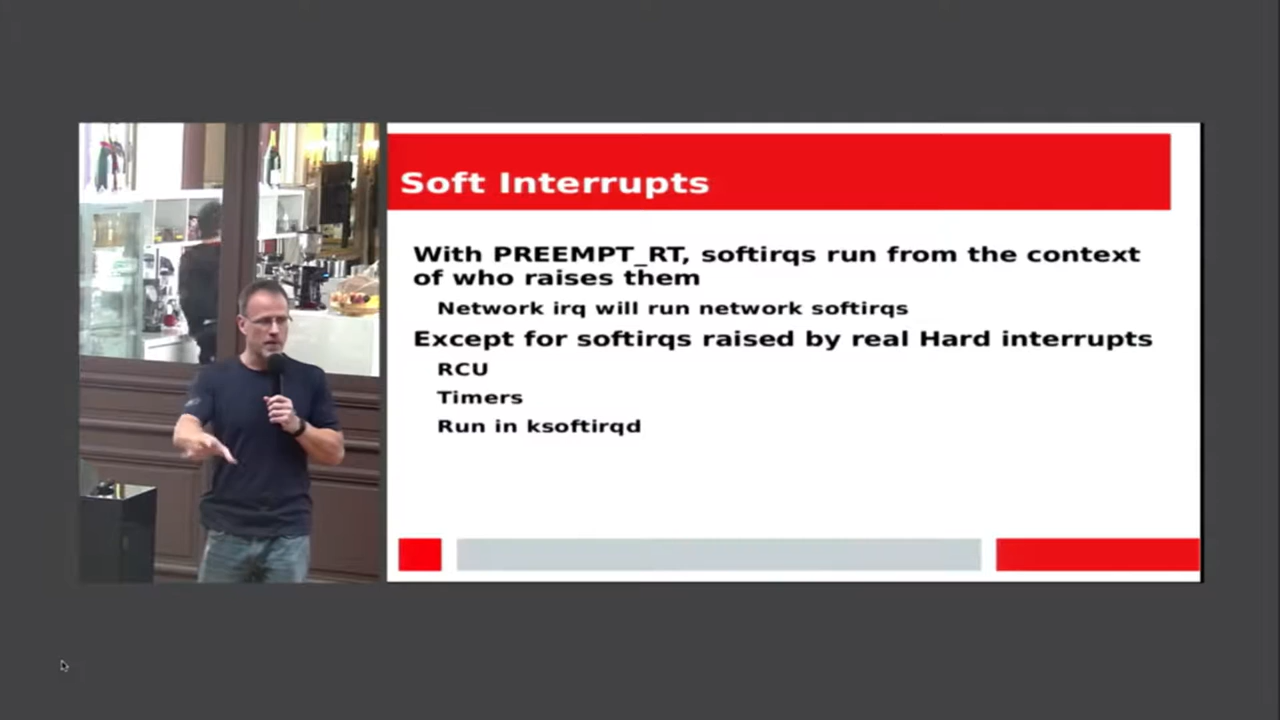 Soft Interrupts
With PREEMPT_RT, softirqs run from the context
of who raises them
Network irq will run network softirqs
Except for softirqs raised by real Hard interrupts
RCU
Timers
Run in ksoftirqd